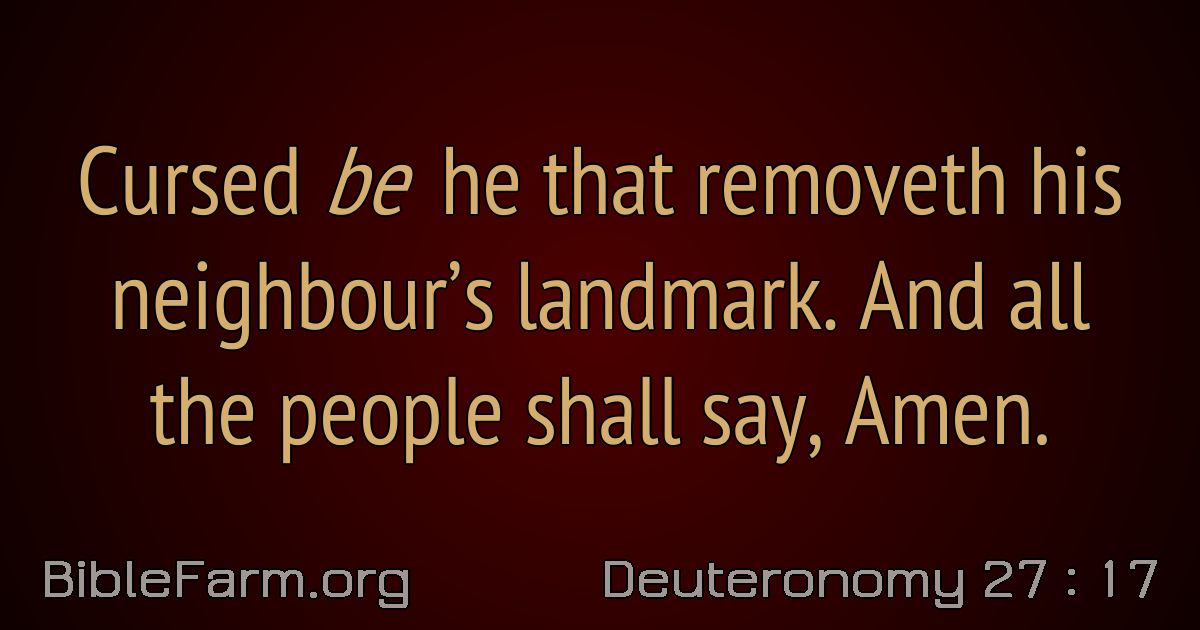 Cursed be he that removeth his
neighbour’s landmark. And all
the people shall say, Amen.
BibleFarm.org
Deuteronomy 27 : 17